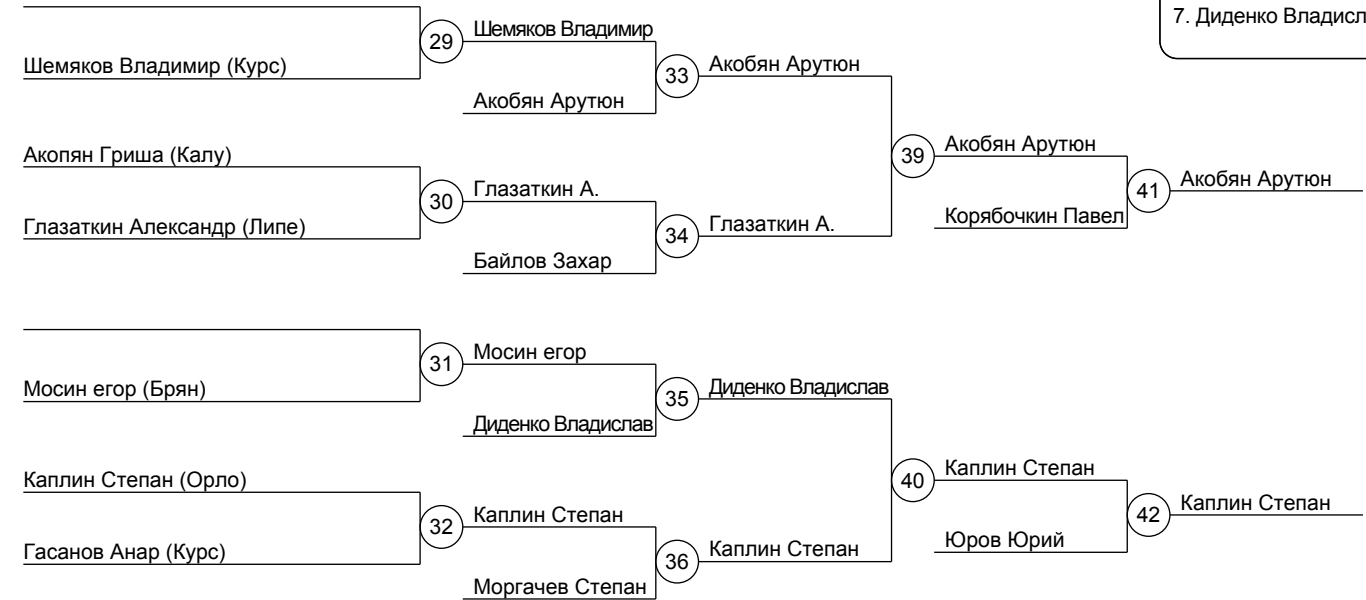 7. Диденко Владисл
29
Шемяков Владимир
Шемяков Владимир (Курс)
33
Акобян Арутюн
Акобян Арутюн
39
Акобян Арутюн
Акопян Гриша (Калу)
30
Глазаткин А.
41
Акобян Арутюн
Глазаткин Александр (Липе)
34
Глазаткин А.
Корябочкин Павел
Байлов Захар
31
Мосин егор
Мосин егор (Брян)
35
Диденко Владислав
Диденко Владислав
40
Каплин Степан
Каплин Степан (Орло)
32
Каплин Степан
42
Каплин Степан
Гасанов Анар (Курс)
36
Каплин Степан
Юров Юрий
Моргачев Степан